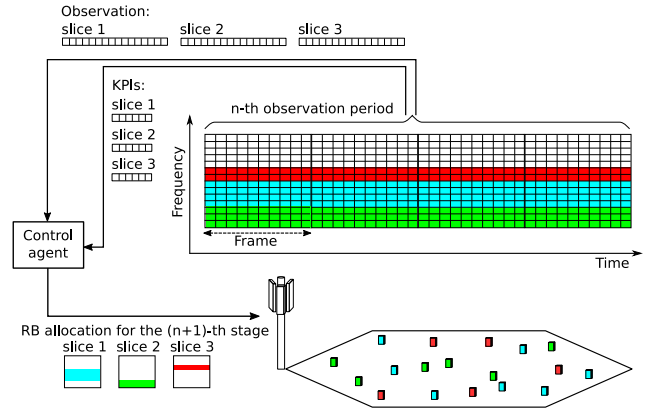 Observation:
slice 1 slice 2 slice 3
KPIs:
slice 1
slice 2
slice 3
n-th observation period
Frequency
Frame
Time
Control
agent
RB allocation for the (n+1)-th stage
slice 1 slice 2 slice 3